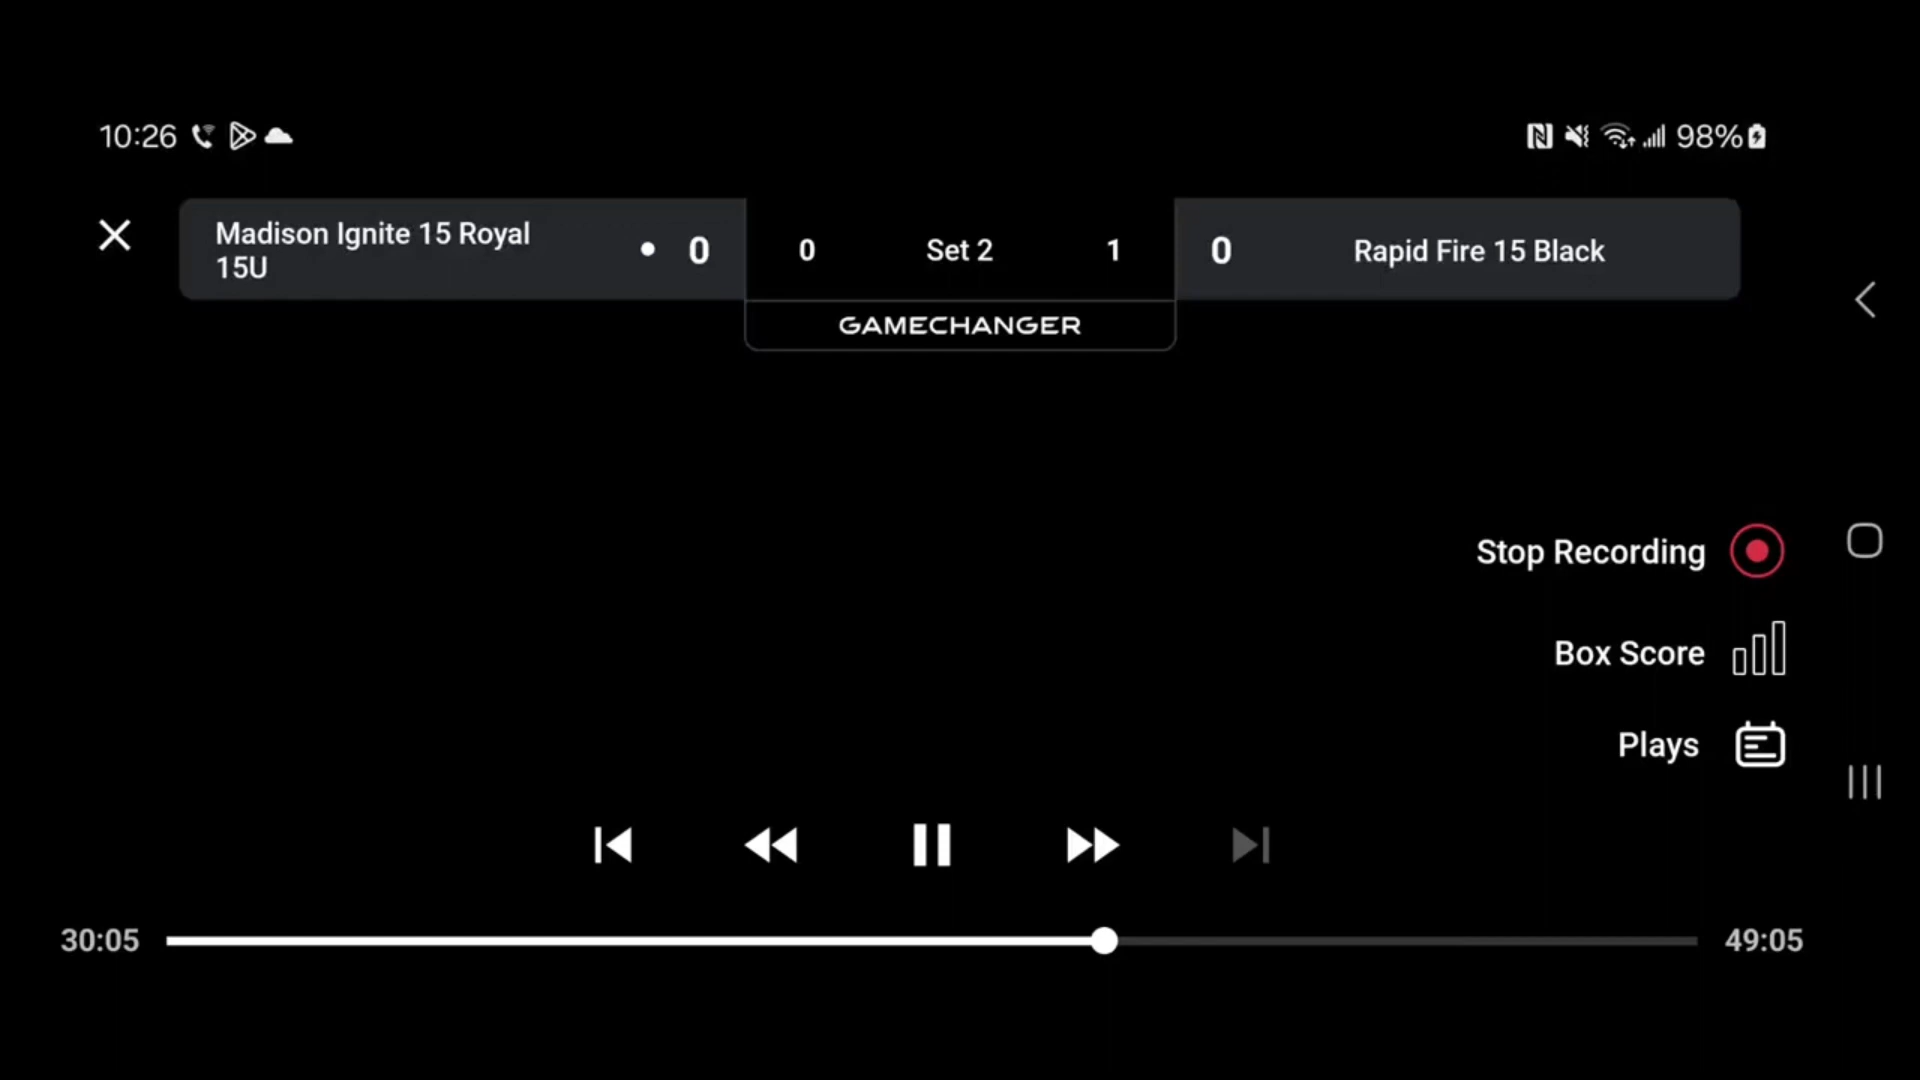 10:26 98%
Madison Ignite 15 Royal
15U
0 0 Set 2 1 0 Rapid Fire 15 Black
GAMECHANGER
Stop Recording
Box Score
Plays
30:05 49:05